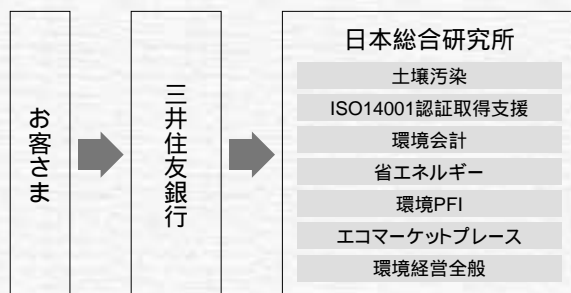 お客さま
三井住友銀行
日本総合研究所
土壌汚染
ISO14001認証取得支援
環境会計
省エネルギー
環境PFI
エコマーケットプレース
環境経営全般